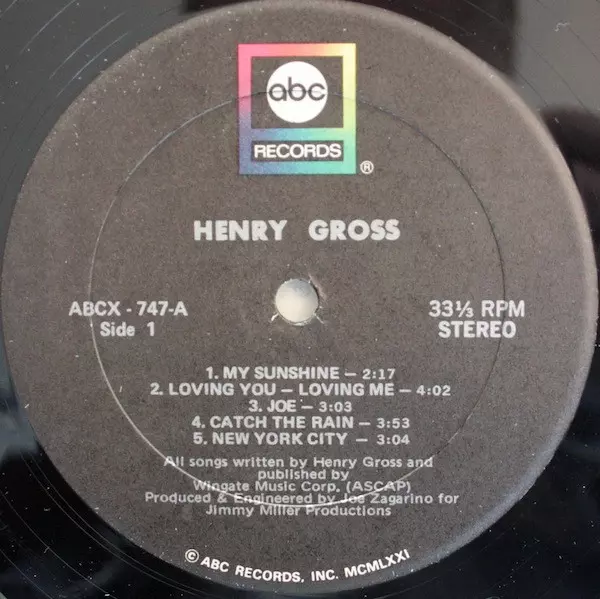 abc
RECORDS
®
HENRY GROSS
ABCX - 747-A
Side 1
33⅓ RPM
STEREO
1. MY SUNSHINE – 2:17
2. LOVING YOU – LOVING ME – 4:02
3. JOE – 3:03
4. CATCH THE RAIN – 3:53
5. NEW YORK CITY – 3:04
All songs written by Henry Gross and
published by
Wingate Music Corp. (ASCAP)
Produced & Engineered by Joe Zagarino for
Jimmy Miller Productions
© ABC RECORDS, INC. MCMLXXI